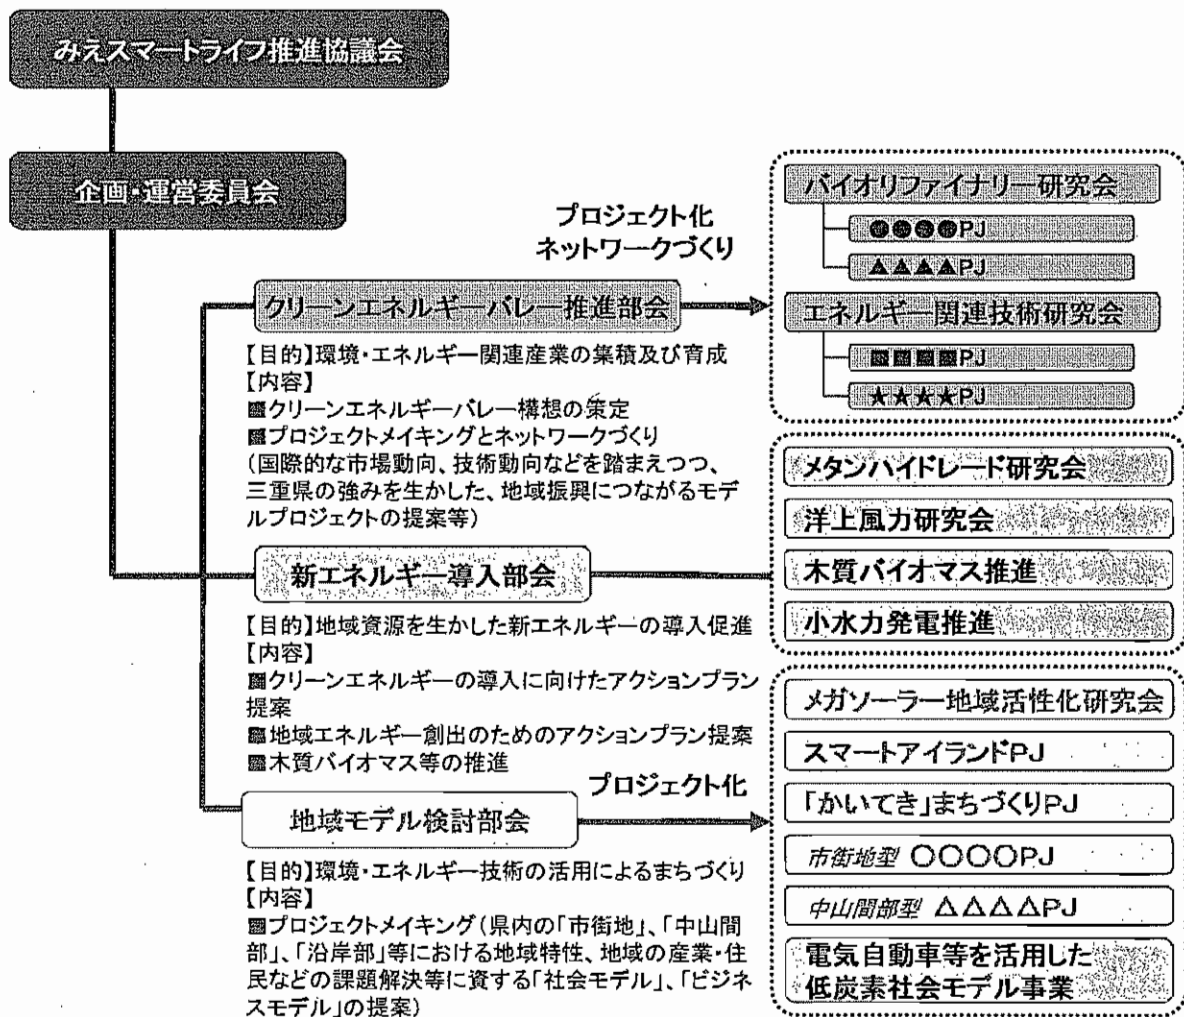 みえスマートライフ推進協議会
企画・運営委員会
プロジェクト化
ネットワークづくり
クリーンエネルギーバレー推進部会
【目的】環境・エネルギー関連産業の集積及び育成
【内容】
■クリーンエネルギーバレー構想の策定
■プロジェクトメイキングとネットワークづくり
(国際的な市場動向、技術動向などを踏まえつつ、
三重県の強みを生かした、地域振興につながるモデ
ルプロジェクトの提案等)
バイオリファイナリー研究会
●●●●PJ
▲▲▲▲PJ
エネルギー関連技術研究会
■■■■PJ
★★★★PJ
新エネルギー導入部会
【目的】地域資源を生かした新エネルギーの導入促進
【内容】
■クリーンエネルギーの導入に向けたアクションプラン
提案
■地域エネルギー創出のためのアクションプラン提案
■木質バイオマス等の推進
メタンハイドレード研究会
洋上風力研究会
木質バイオマス推進
小水力発電推進
プロジェクト化
地域モデル検討部会
【目的】環境・エネルギー技術の活用によるまちづくり
【内容】
■プロジェクトメイキング(県内の「市街地」、「中山間
部」、「沿岸部」等における地域特性、地域の産業・住
民などの課題解決等に資する「社会モデル」、「ビジネ
スモデル」の提案)
メガソーラー地域活性化研究会
スマートアイランドPJ
「かいてき」まちづくりPJ
市街地型 〇〇〇〇PJ
中山間部型 △△△△PJ
電気自動車等を活用した
低炭素社会モデル事業